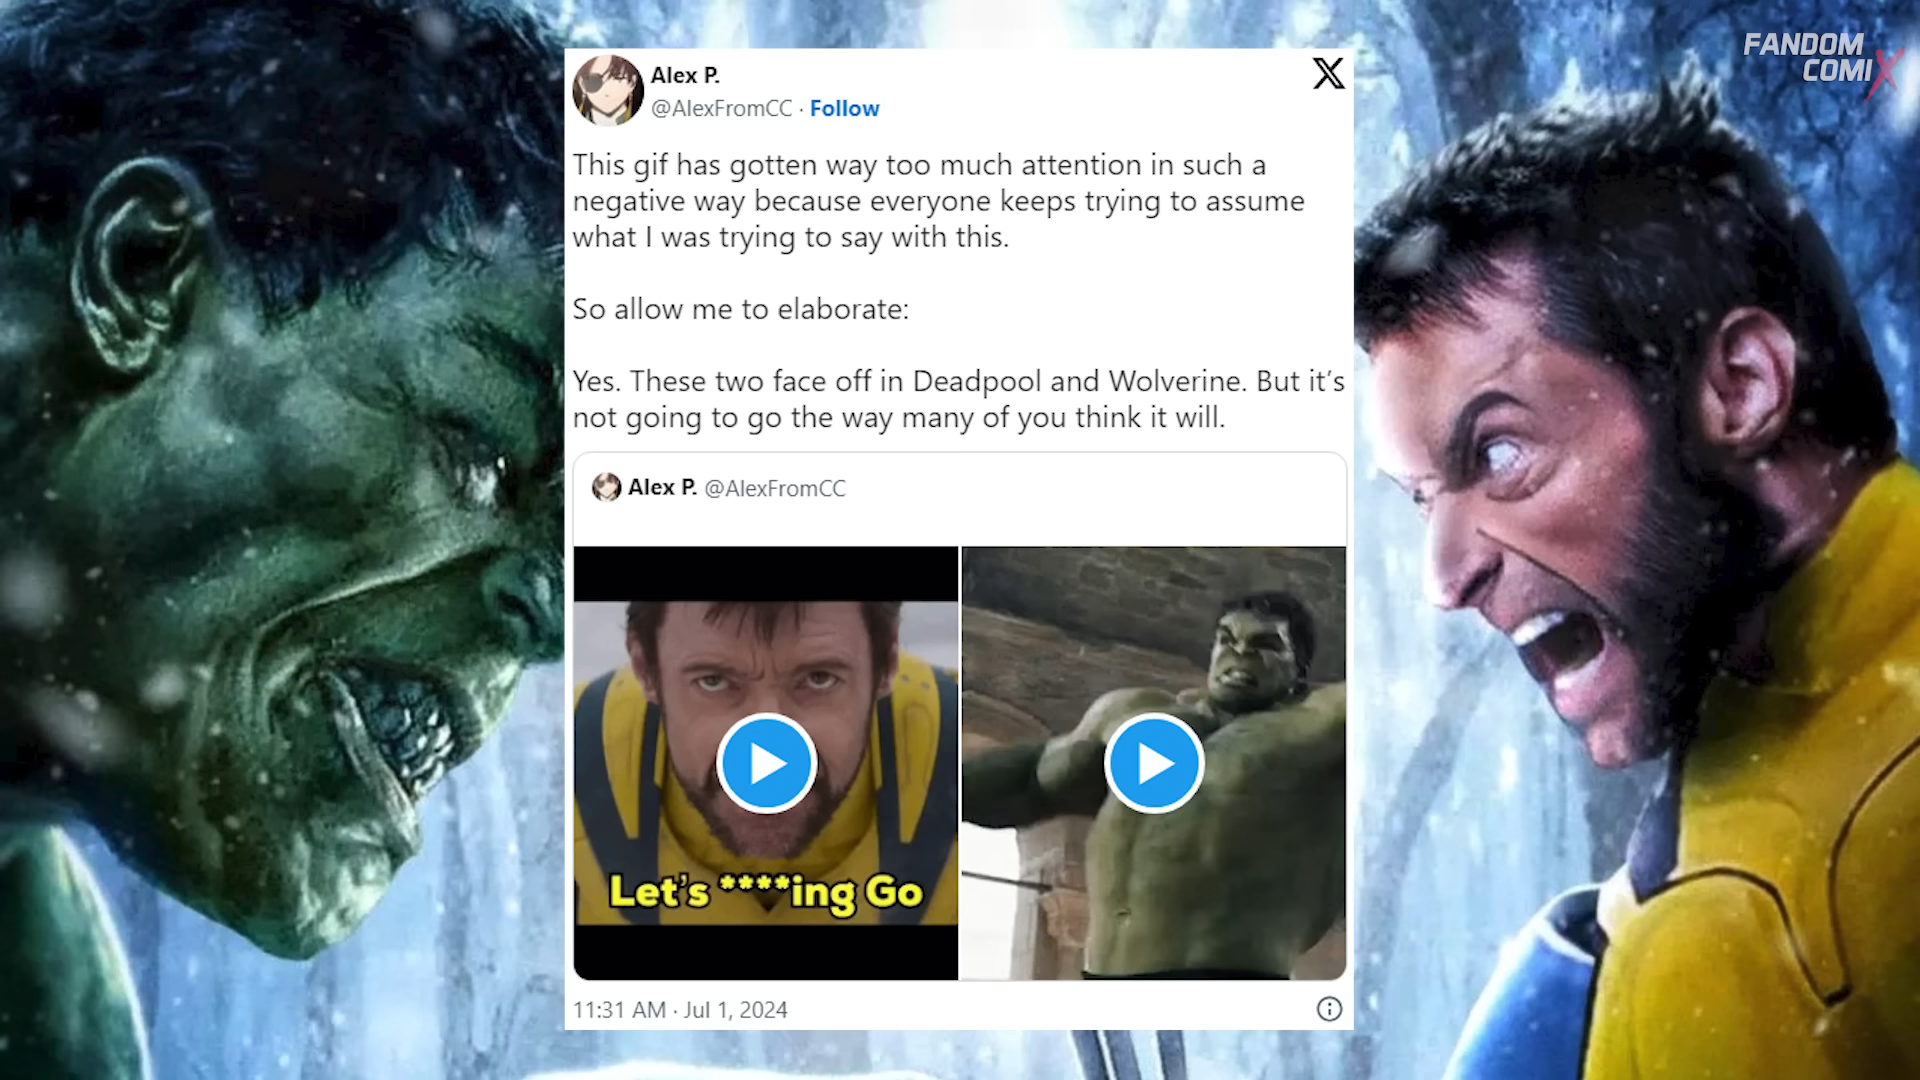 FANDOM
COMIX
Alex P.
@AlexFromCC · Follow
This gif has gotten way too much attention in such a
negative way because everyone keeps trying to assume
what I was trying to say with this.
So allow me to elaborate:
Yes. These two face off in Deadpool and Wolverine. But it’s
not going to go the way many of you think it will.
Alex P. @AlexFromCC
Let's ****ing Go
11:31 AM · Jul 1, 2024